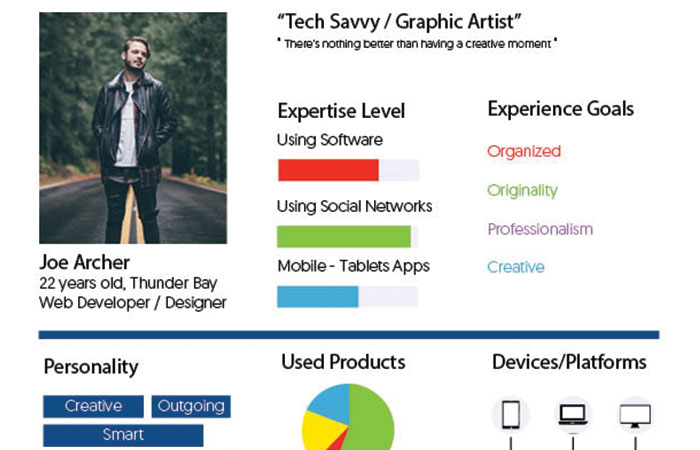 “Tech Savvy / Graphic Artist”
" There's nothing better than having a creative moment "
Expertise Level
Using Software
Using Social Networks
Mobile - Tablets Apps
Experience Goals
Organized
Originality
Professionalism
Creative
Joe Archer
22 years old, Thunder Bay
Web Developer / Designer
Personality
Creative
Outgoing
Smart
Used Products
Devices/Platforms